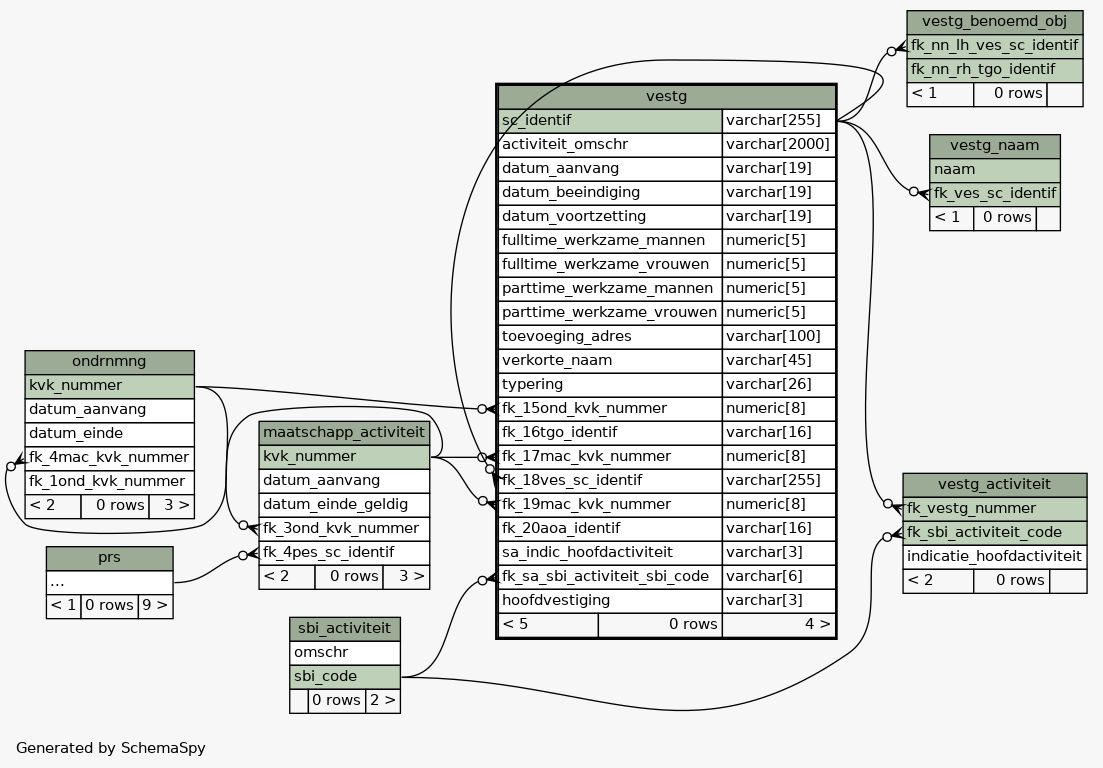 vestg_benoemd_obj
fk_nn_lh_ves_sc_identif
fk_nn_rh_tgo_identif
< 1 0 rows
vestg
sc_identif varchar[255]
activiteit_omschr varchar[2000]
datum_aanvang varchar[19]
datum_beeindiging varchar[19]
datum_voortzetting varchar[19]
fulltime_werkzame_mannen numeric[5]
fulltime_werkzame_vrouwen numeric[5]
parttime_werkzame_mannen numeric[5]
parttime_werkzame_vrouwen numeric[5]
toevoeging_adres varchar[100]
verkorte_naam varchar[45]
typering varchar[26]
fk_15ond_kvk_nummer numeric[8]
fk_16tgo_identif varchar[16]
fk_17mac_kvk_nummer numeric[8]
fk_18ves_sc_identif varchar[255]
fk_19mac_kvk_nummer numeric[8]
fk_20aoa_identif varchar[16]
sa_indic_hoofdactiviteit varchar[3]
fk_sa_sbi_activiteit_sbi_code varchar[6]
hoofdvestiging varchar[3]
< 5 0 rows 4 >
vestg_naam
naam
fk_ves_sc_identif
< 1 0 rows
ondrnmng
kvk_nummer
datum_aanvang
datum_einde
fk_4mac_kvk_nummer
fk_1ond_kvk_nummer
< 2 0 rows 3 >
maatschapp_activiteit
kvk_nummer
datum_aanvang
datum_einde_geldig
fk_3ond_kvk_nummer
fk_4pes_sc_identif
< 2 0 rows 3 >
vestg_activiteit
fk_vestg_nummer
fk_sbi_activiteit_code
indicatie_hoofdactiviteit
< 2 0 rows
prs
...
< 1 0 rows 9 >
sbi_activiteit
omschr
sbi_code
0 rows 2 >
Generated by SchemaSpy